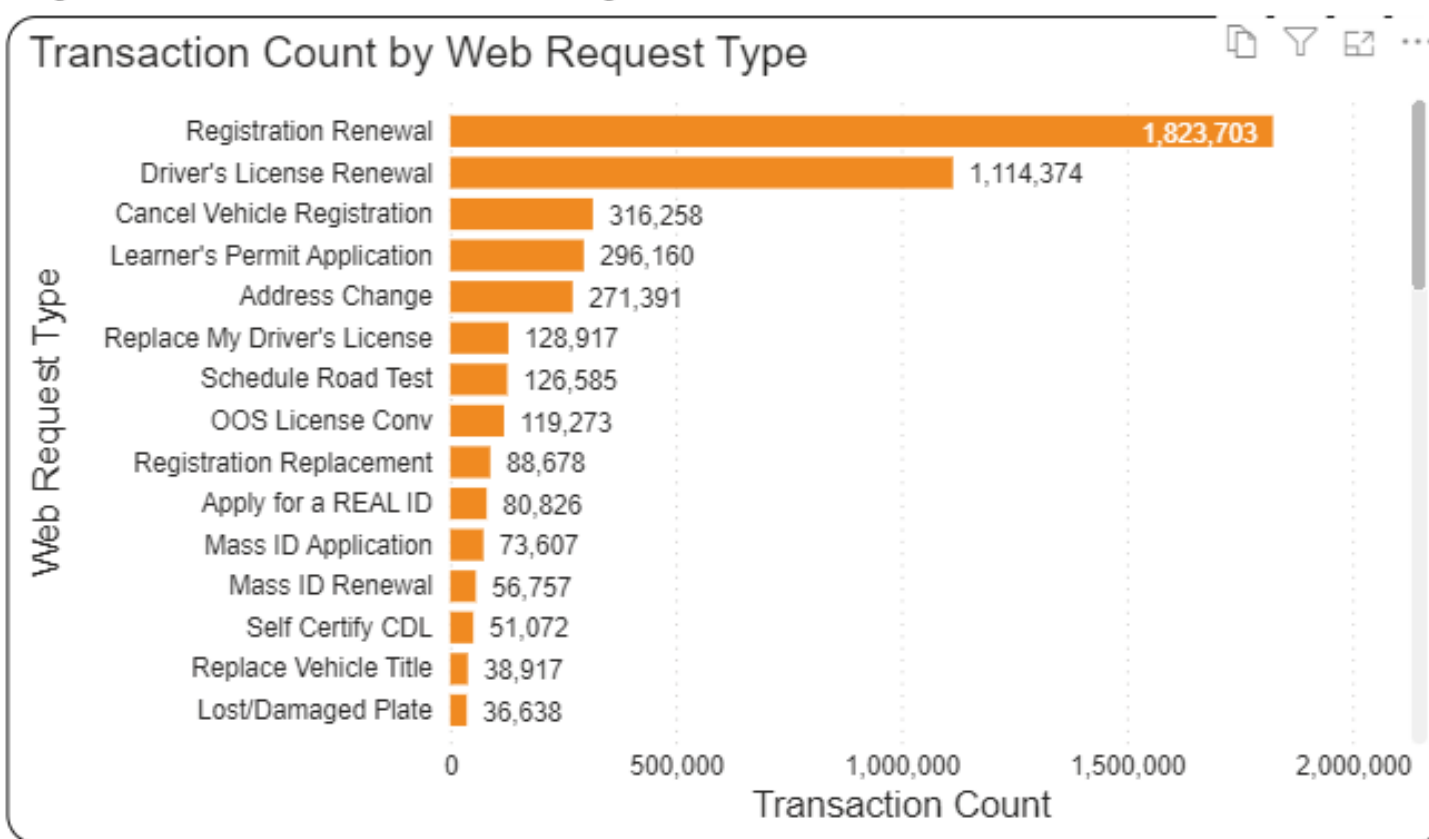 Transaction Count by Web Request Type
Registration Renewal 1,823,703
Driver's License Renewal 1,114,374
Cancel Vehicle Registration 316,258
Learner's Permit Application 296,160
Address Change 271,391
Replace My Driver's License 128,917
Schedule Road Test 126,585
OOS License Conv 119,273
Registration Replacement 88,678
Apply for a REAL ID 80,826
Mass ID Application 73,607
Mass ID Renewal 56,757
Self Certify CDL 51,072
Replace Vehicle Title 38,917
Lost/Damaged Plate 36,638
Web Request Type
0 500,000 1,000,000 1,500,000 2,000,000
Transaction Count